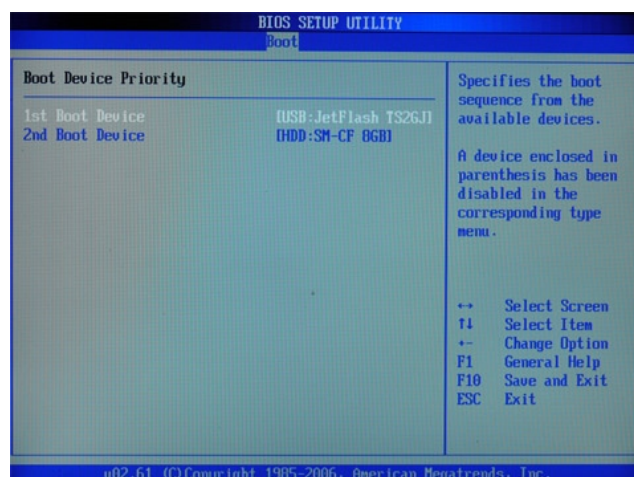 BIOS SETUP UTILITY
Boot
Boot Device Priority
1st Boot Device [USB:JetFlash TS2GJ]
2nd Boot Device [HDD:SM-CF 8GB]
Specifies the boot
sequence from the
available devices.
A device enclosed in
parenthesis has been
disabled in the
corresponding type
menu.
↔ Select Screen
↑↓ Select Item
+- Change Option
F1 General Help
F10 Save and Exit
ESC Exit
v02.61 (C)Copyright 1985-2006, American Megatrends, Inc.